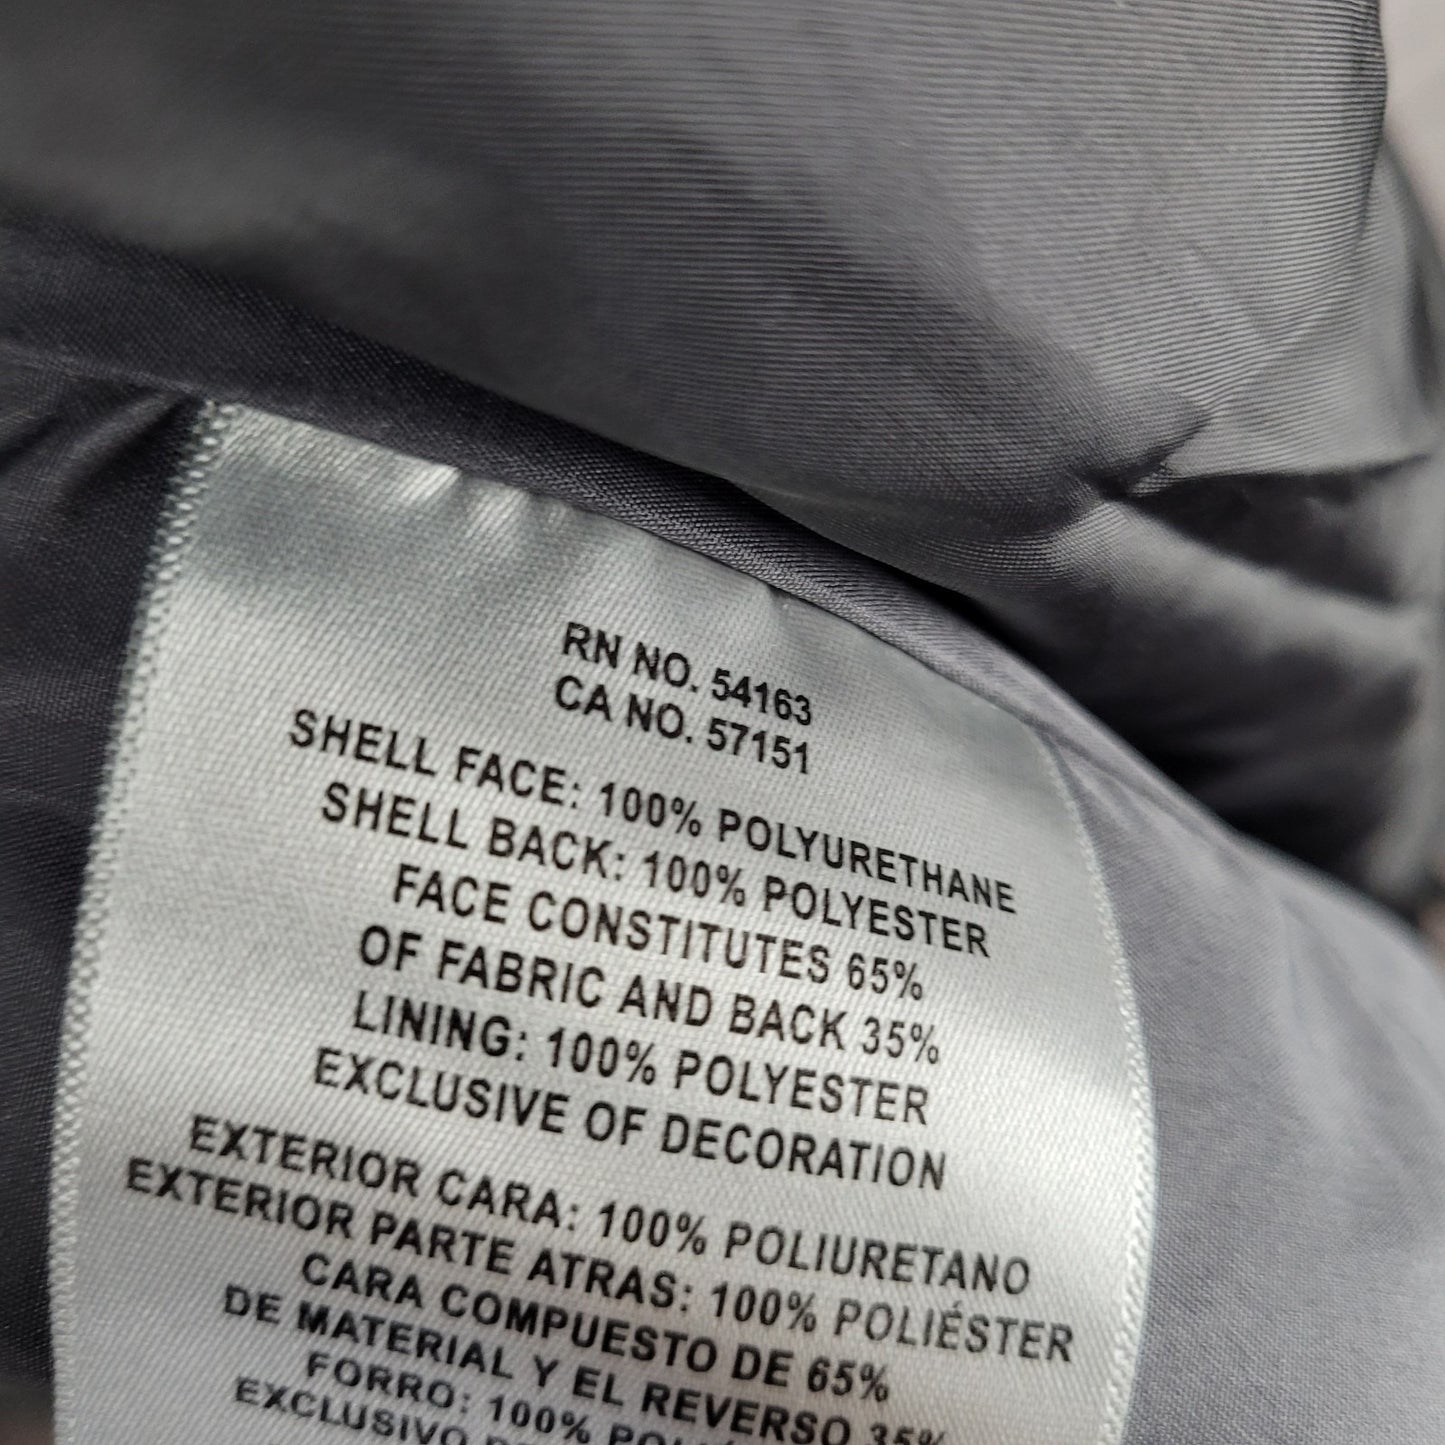 RN NO. 54163
CA NO. 57151
SHELL FACE: 100% POLYURETHANE
SHELL BACK: 100% POLYESTER
FACE CONSTITUTES 65%
OF FABRIC AND BACK 35%
LINING: 100% POLYESTER
EXCLUSIVE OF DECORATION
EXTERIOR CARA: 100% POLIURETANO
EXTERIOR PARTE ATRAS: 100% POLIÉSTER
CARA COMPUESTO DE 65%
DE MATERIAL Y EL REVERSO 35%
FORRO: 100%
EXCLUSIVO